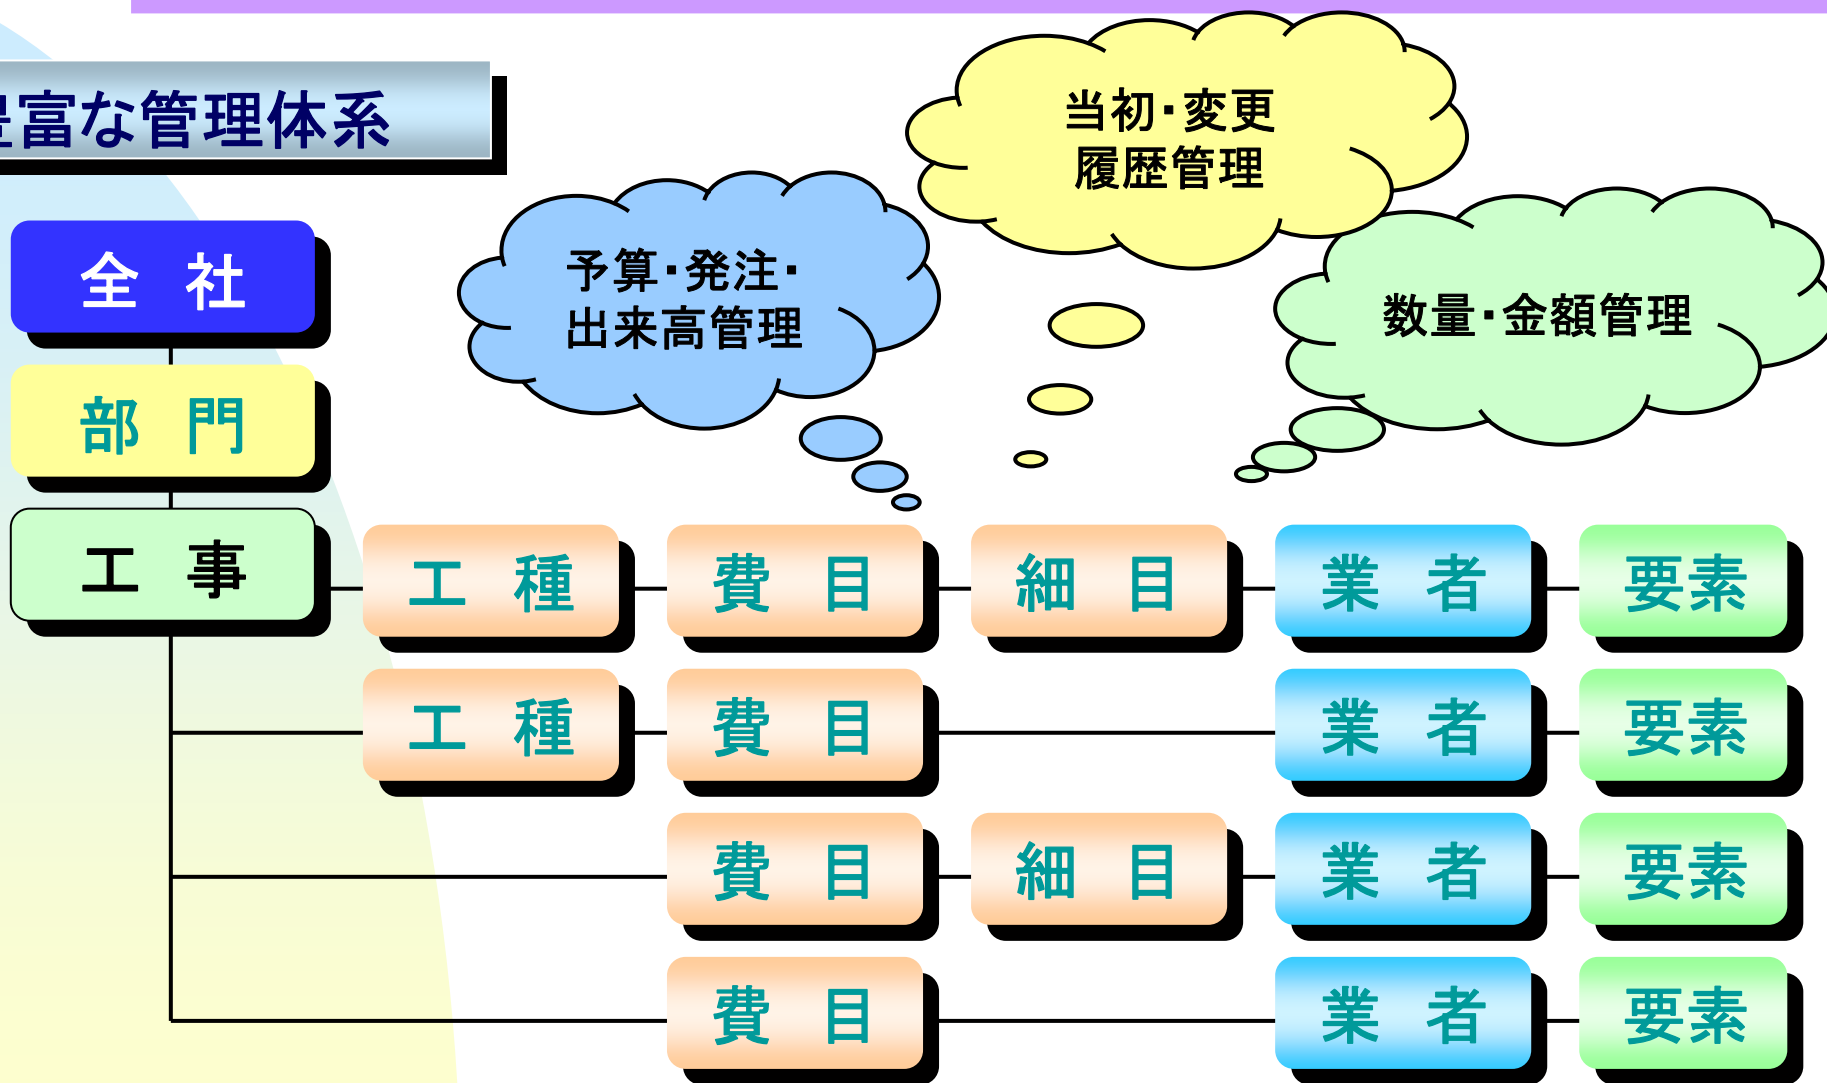 豊富な管理体系
当初・変更
履歴管理
予算・発注・
出来高管理
数量・金額管理
全 社
部 門
工 事 工 種 費 目 細 目 業 者 要素
工 種 費 目 業 者 要素
費 目 細 目 業 者 要素
費 目 業 者 要素